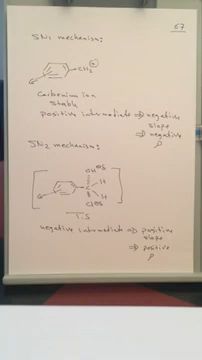 67
SN1 mechanism:
CH2 ⊕
G
Carbenium ion
stable
positive intermediate ⇒ negative
slope
⇒ negative
ρ
SN2 mechanism:
OH δ⊖
H
G
C
δ
H
Cl δ⊖
T.S
negative intermediate ⇒ positive
slope
⇒ positive
ρ